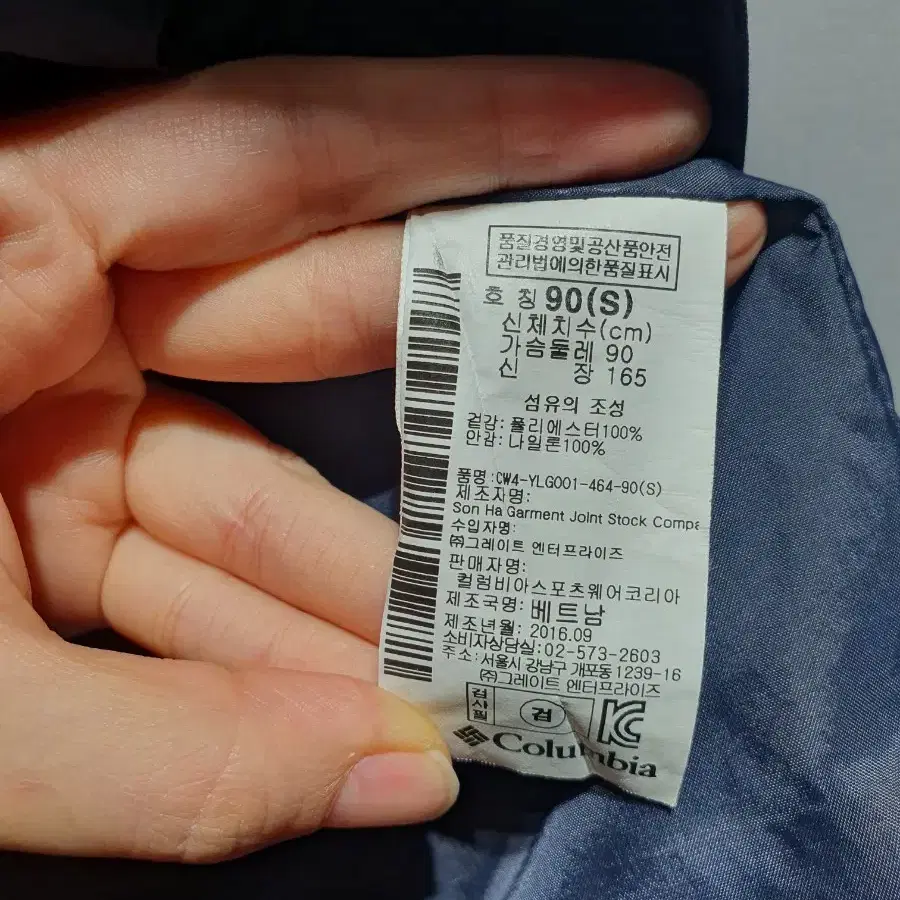 품질경영및공산품안전
관리법에의한품질표시
호 칭 90(S)
신체치수(cm)
가슴둘레 90
신 장 165
섬유의 조성
겉감: 폴리에스터100%
안감: 나일론100%
품명:CW4-YLG001-464-90(S)
제조자명:
Son Ha Garment Joint Stock Compa
수입자명:
㈜그레이트 엔터프라이즈
판매자명:
컬럼비아스포츠웨어코리아
제조국명: 베트남
제조년월: 2016.09
소비자상담실:02-573-2603
주소: 서울시 강남구 개포동 1239-16
㈜그레이트 엔터프라이즈
검사필 검 KC
Columbia